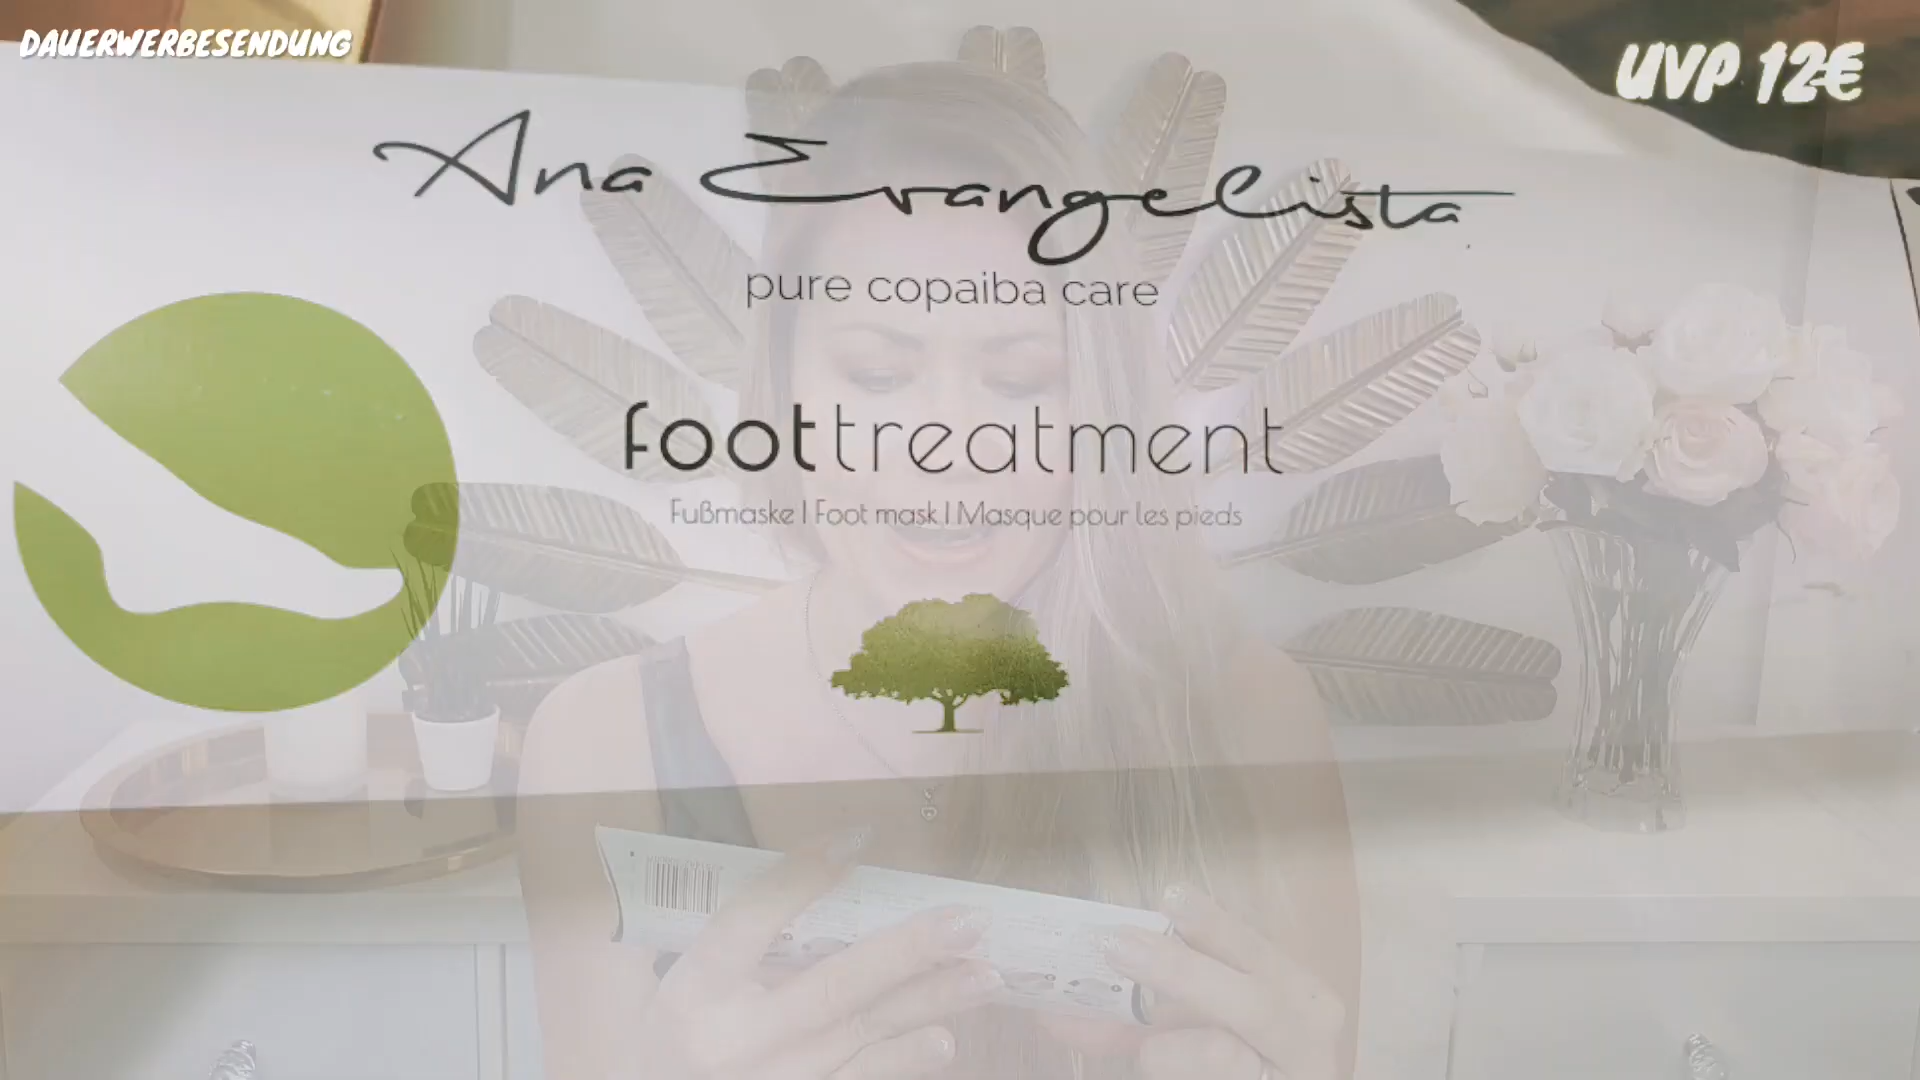 DAUERWERBESENDUNG
UVP 12€
Ana Evangelista
pure copaiba care
foottreatment
Fußmaske | Foot mask | Masque pour les pieds